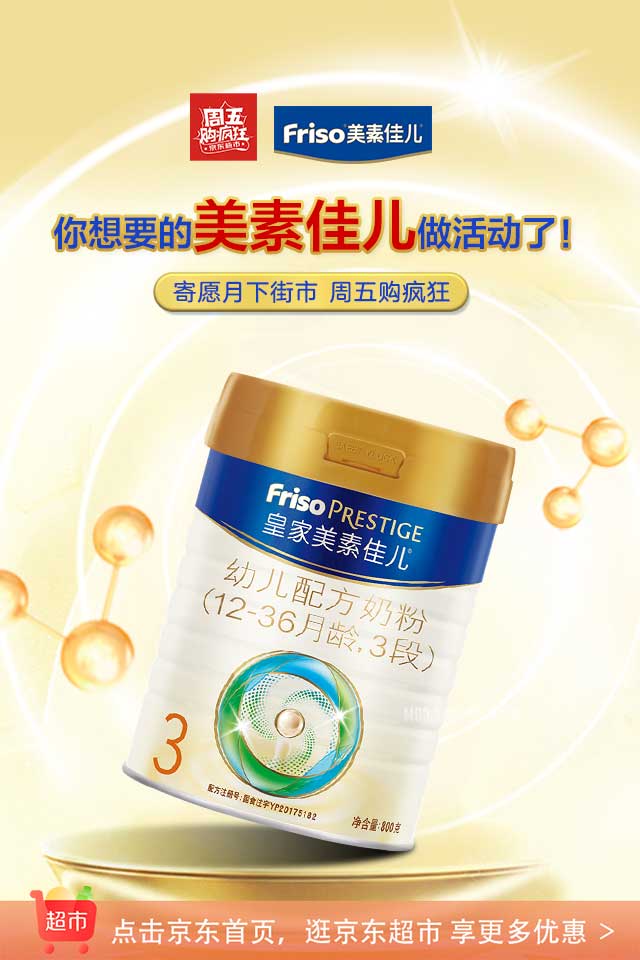 周五
购疯狂
京东超市
Friso美素佳儿
你想要的美素佳儿做活动了!
寄愿月下街市 周五购疯狂
Friso PRESTIGE
皇家美素佳儿
幼儿配方奶粉
(12-36月龄,3段)
3
配方注册号:国食注字YP20175182
净含量:800克
超市
点击京东首页,逛京东超市 享更多优惠 >